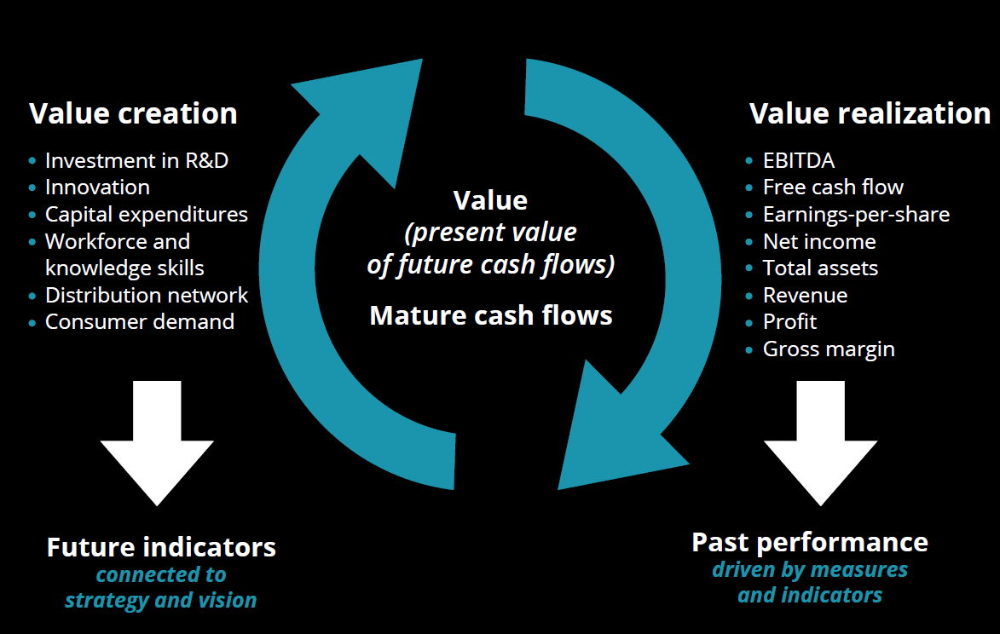 Value creation
• Investment in R&D
• Innovation
• Capital expenditures
• Workforce and
knowledge skills
• Distribution network
• Consumer demand
Future indicators
connected to
strategy and vision
Value
(present value
of future cash flows)
Mature cash flows
Value realization
• EBITDA
• Free cash flow
• Earnings-per-share
• Net income
• Total assets
• Revenue
• Profit
• Gross margin
Past performance
driven by measures
and indicators